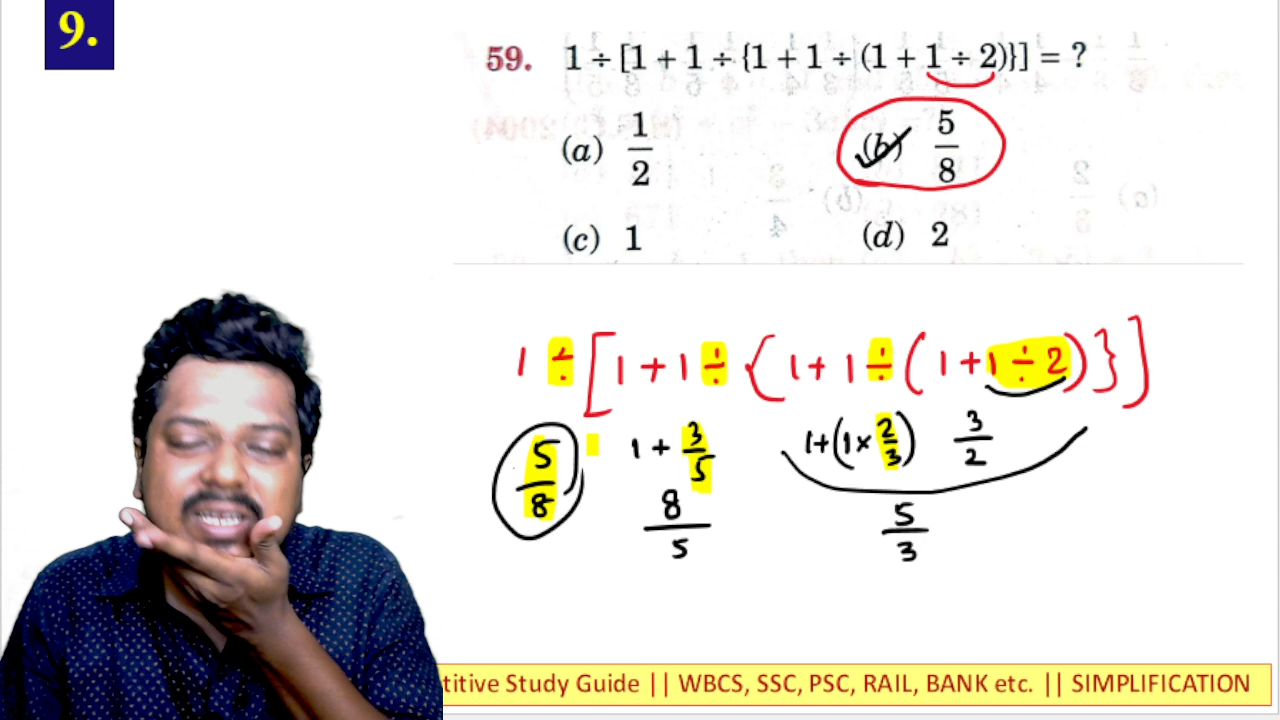 9.
59. 1 ÷ [1 + 1 ÷ {1 + 1 ÷ (1 + 1 ÷ 2)}] = ?
(a) 1/2 (b) 5/8
(c) 1 (d) 2
1 ÷ [1 + 1 ÷ {1 + 1 ÷ (1 + 1 ÷ 2)}]
5/8 1 + 3/5 1+(1×2/3) 3/2
8/5 5/3
Study Guide || WBCS, SSC, PSC, RAIL, BANK etc. || SIMPLIFICATION